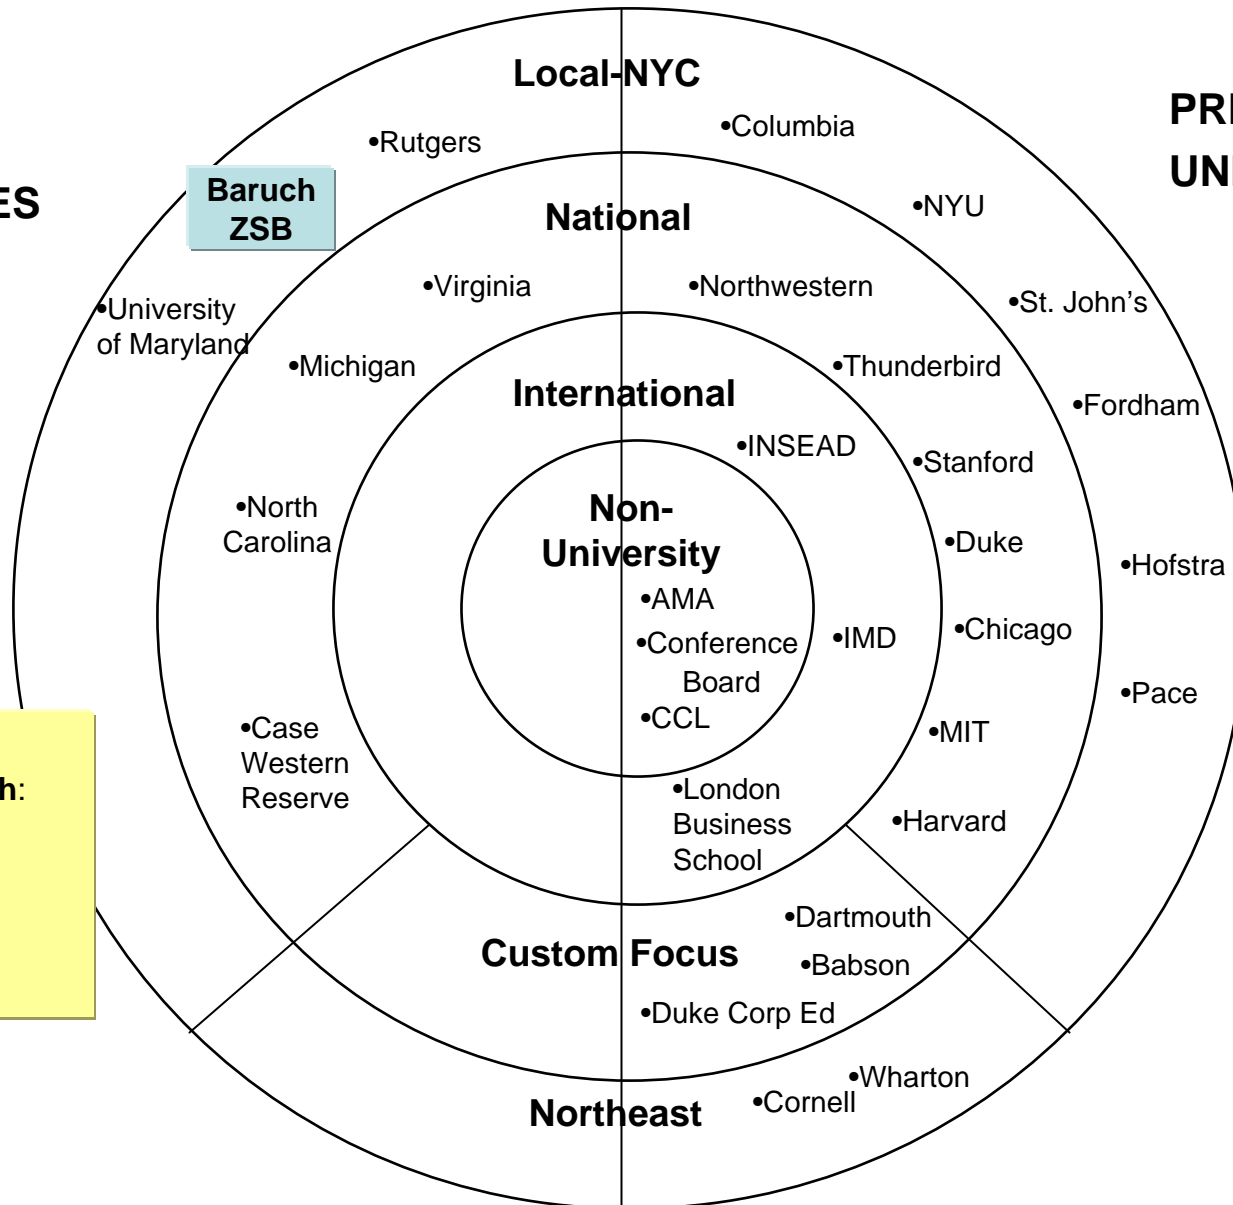 Local-NYC
PRI
UNI
•Columbia
•Rutgers
ES
Baruch
ZSB
•NYU
National
•Virginia
•Northwestern
•St. John’s
•University
of Maryland
•Michigan
•Thunderbird
International
•Fordham
•INSEAD
•Stanford
•North
Carolina
Non-
University
•Duke
•Hofstra
•AMA
•Conference
Board
•CCL
•IMD
•Chicago
•Pace
•Case
Western
Reserve
•MIT
h:
•London
Business
School
•Harvard
•Dartmouth
Custom Focus
•Babson
•Duke Corp Ed
•Wharton
•Cornell
Northeast